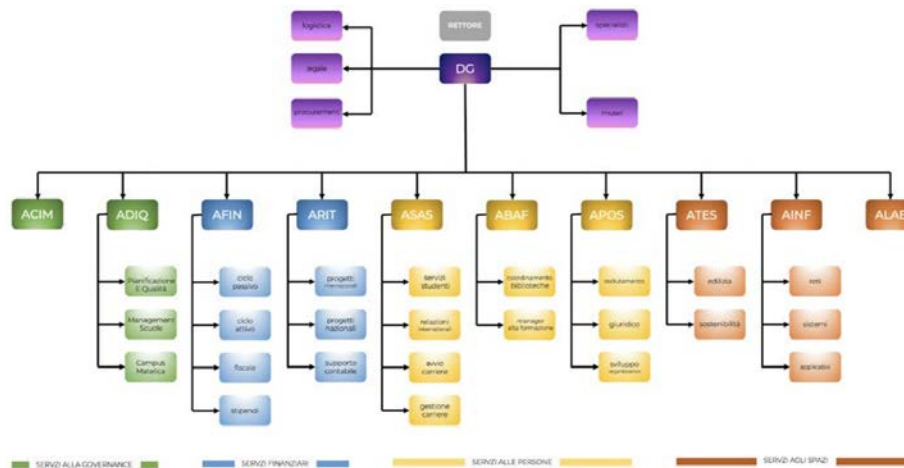 RETTORE
logistica
speciali
DG
legale
procurement
musei
ACIM
ADIQ
AFIN
ARIT
ASAS
ABAF
APOS
ATES
AINF
ALAB
Pianificazione
E Qualità
ciclo
passivo
progetti
internazionali
servizi
studenti
coordinamento
biblioteche
reclutamento
edilizia
reti
Management
Scuole
ciclo
attivo
progetti
nazionali
relazioni
internazionali
manager
alta formazione
giuridico
sostenibilità
sistemi
Campus
Matelica
fiscale
supporto
contabile
avvio
carriere
sviluppo
organizzativo
applicativi
stipendi
gestione
carriere
SERVIZI ALLA GOVERNANCE
SERVIZI FINANZIARI
SERVIZI ALLE PERSONE
SERVIZI AGLI SPAZI